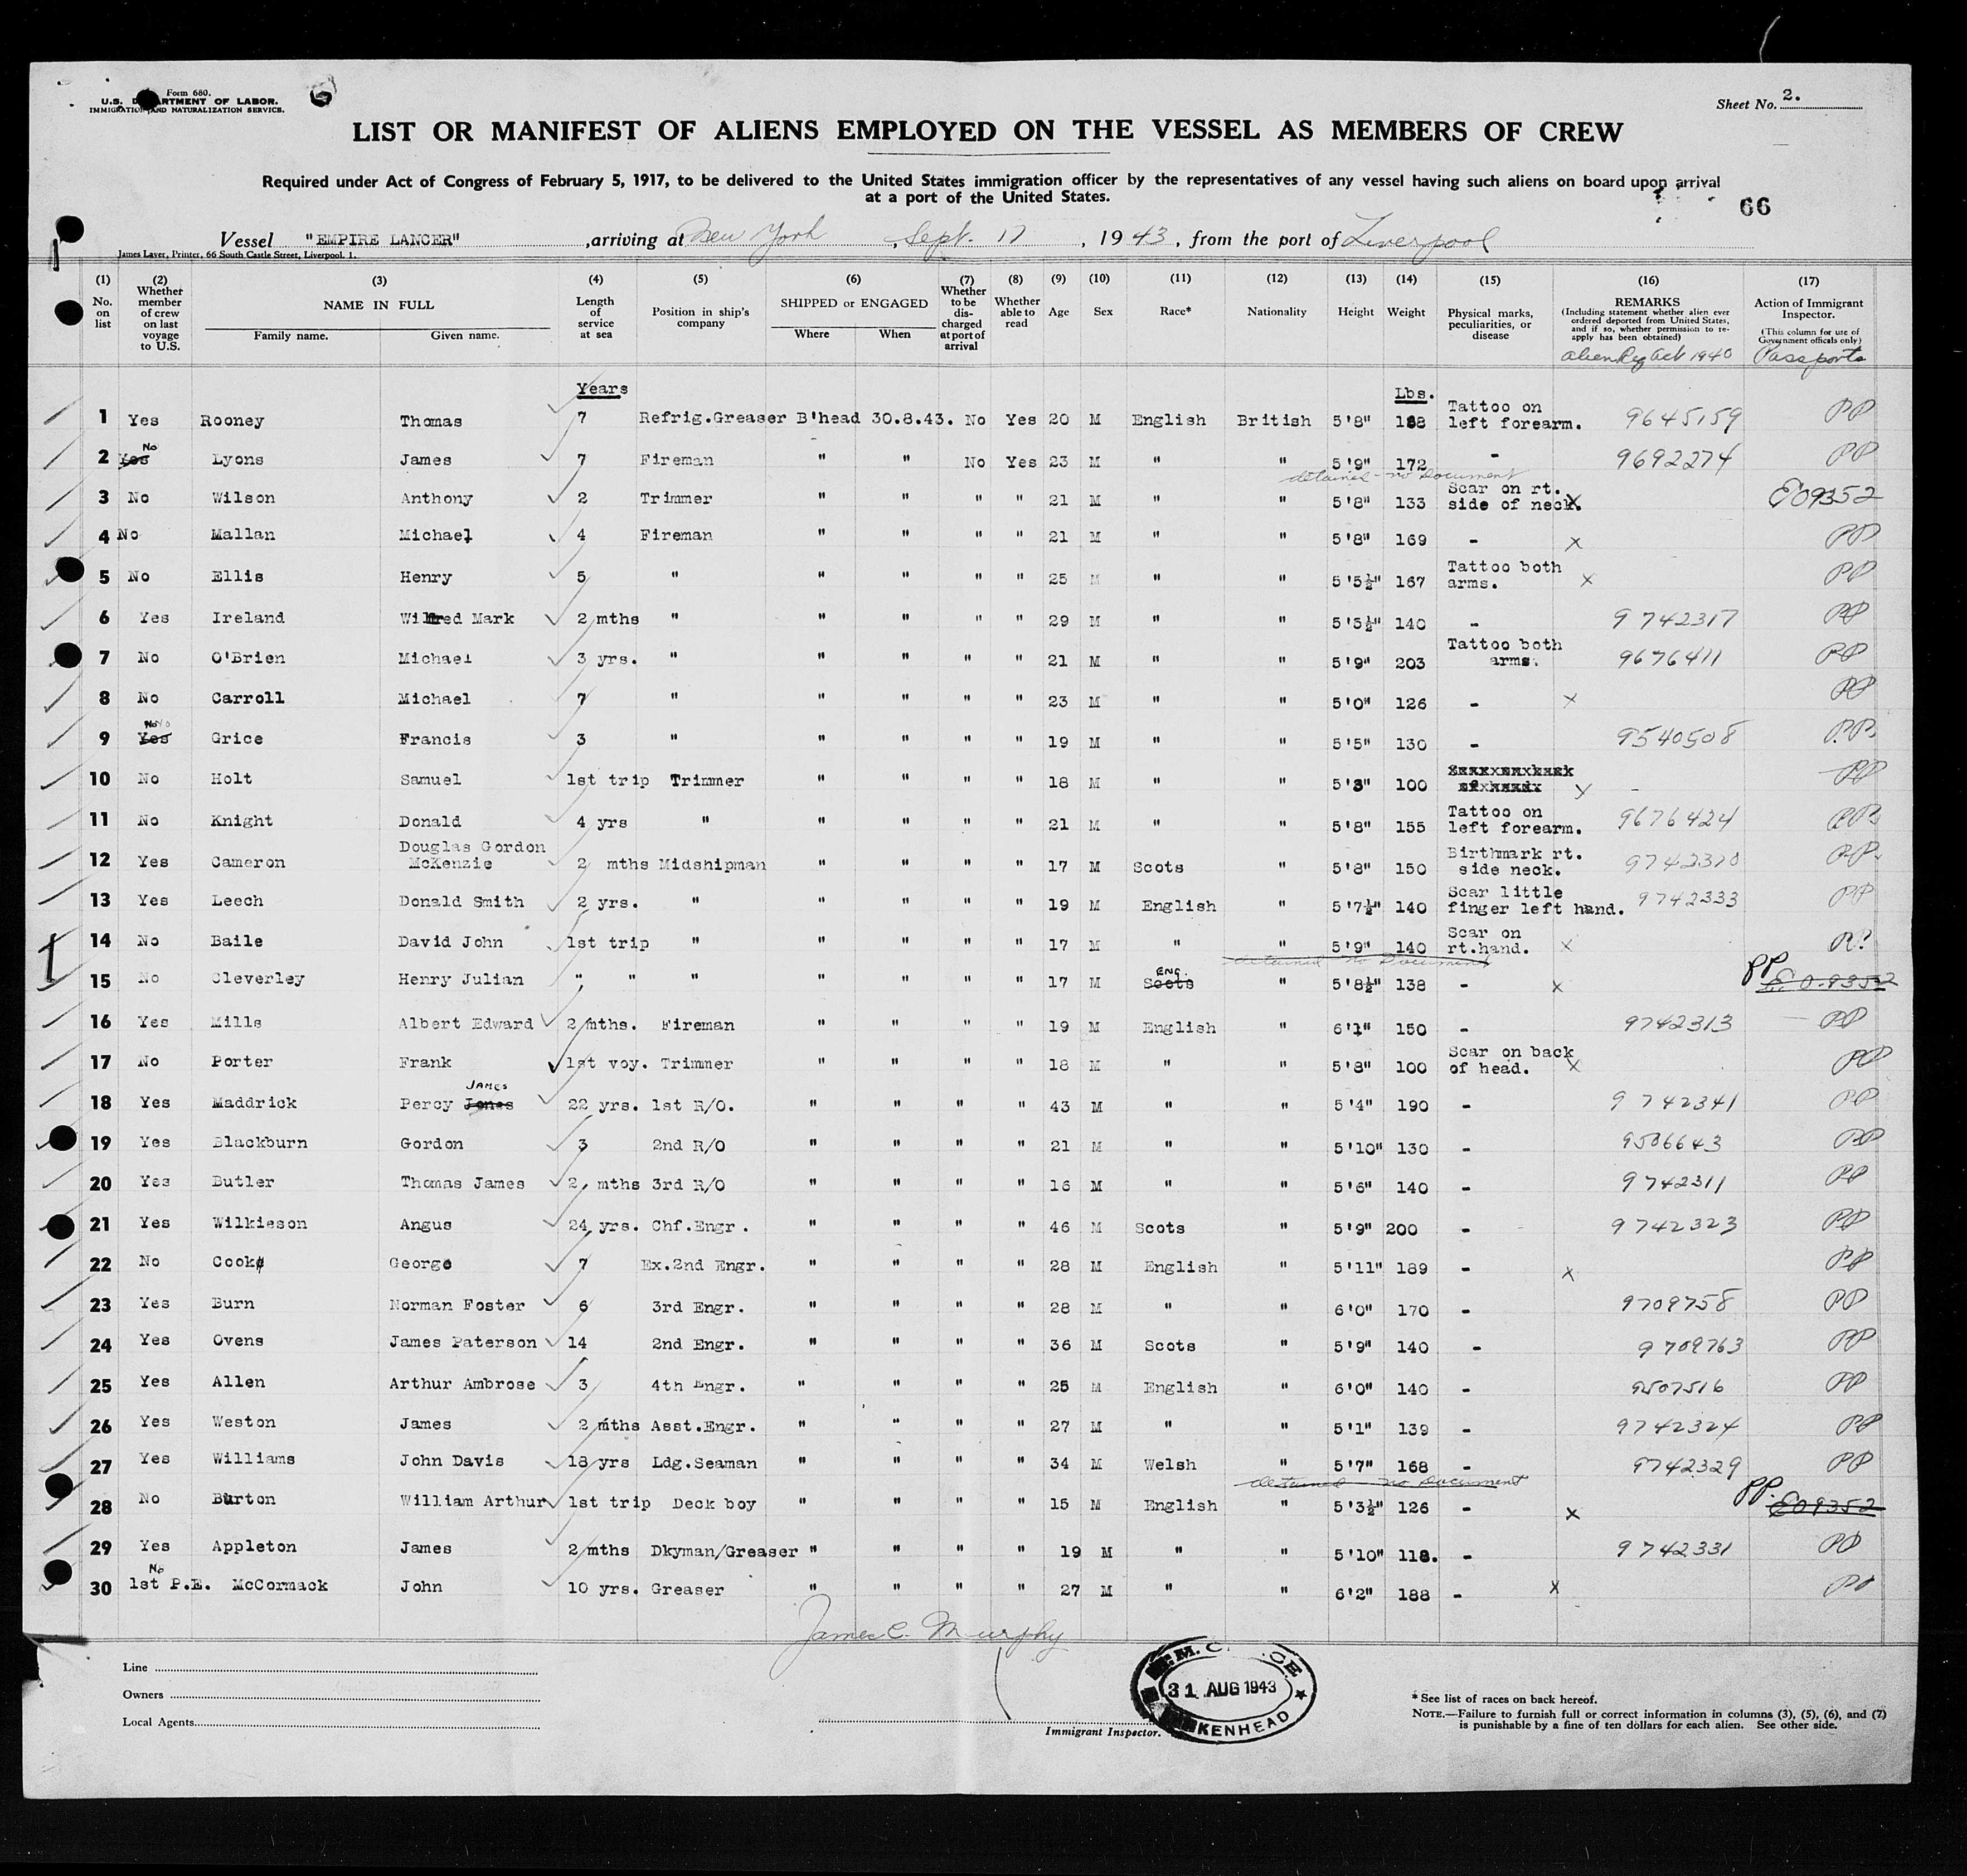 Form 680.
U.S. DEPARTMENT OF LABOR.
IMMIGRATION AND NATURALIZATION SERVICE.
Sheet No. 2.
LIST OR MANIFEST OF ALIENS EMPLOYED ON THE VESSEL AS MEMBERS OF CREW
Required under Act of Congress of February 5, 1917, to be delivered to the United States immigration officer by the representatives of any vessel having such aliens on board upon arrival
at a port of the United States.
66
Vessel "EMPIRE LANCER", arriving at New York, Sept. 17, 1943, from the port of Liverpool
James Laver, Printer, 66 South Castle Street, Liverpool. 1.
(1) No. on list (2) Whether member of crew on last voyage to U.S. (3) NAME IN FULL Family name. Given name. (4) Length of service at sea (5) Position in ship's company (6) SHIPPED or ENGAGED Where When (7) Whether to be discharged at port of arrival (8) Whether able to read (9) Age (10) Sex (11) Race* (12) Nationality (13) Height (14) Weight (15) Physical marks, peculiarities, or disease (16) REMARKS (Including statement whether alien ever ordered deported from United States, and if so, whether permission to re-apply has been obtained) Alien Reg Act 1940 (17) Action of Immigrant Inspector. (This column for use of Government officials only) Passports
Years Lbs.
1 Yes Rooney Thomas 7 Refrig.Greaser B'head 30.8.43. No Yes 20 M English British 5'8" 188 Tattoo on left forearm. 9645159 PP
2 Yes No Lyons James 7 Fireman " " No Yes 23 M " " 5'9" 172 - 9692274 PP
detained - no Document
3 No Wilson Anthony 2 Trimmer " " " " 21 M " " 5'8" 133 Scar on rt. side of neck. x E09352
4 No Mallan Michael 4 Fireman " " " " 21 M " " 5'8" 169 - x PP
5 No Ellis Henry 5 " " " " " 25 M " " 5'5½" 167 Tattoo both arms. x PP
6 Yes Ireland Wilfred Mark 2 mths " " " " " 29 M " " 5'5½" 140 - 9742317 PP
7 No O'Brien Michael 3 yrs. " " " " " 21 M " " 5'9" 203 Tattoo both arms. 9676411 PP
8 No Carroll Michael 7 " " " " " 23 M " " 5'0" 126 - x PP
9 Yes No Grice Francis 3 " " " " " 19 M " " 5'5" 130 - 9540508 PP
10 No Holt Samuel 1st trip Trimmer " " " " 18 M " " 5'3" 100 x - PP
11 No Knight Donald 4 yrs " " " " " 21 M " " 5'8" 155 Tattoo on left forearm. 9676424 PP
12 Yes Cameron Douglas Gordon McKenzie 2 mths Midshipman " " " " 17 M Scots " 5'8" 150 Birthmark rt. side neck. 9742310 PP
13 Yes Leech Donald Smith 2 yrs. " " " " " 19 M English " 5'7½" 140 Scar little finger left hand. 9742333 PP
14 No Baile David John 1st trip " " " " " 17 M " " 5'9" 140 Scar on rt.hand. x PP
detained no Document
15 No Cleverley Henry Julian " " " " " " " 17 M Scots ENG. " 5'8½" 138 - x PP E09352
16 Yes Mills Albert Edward 2 mths. Fireman " " " " 19 M English " 6'1" 150 - 9742313 PP
17 No Porter Frank 1st voy. Trimmer " " " " 18 M " " 5'8" 100 Scar on back of head. x PP
18 Yes Maddrick Percy Jones JAMES 22 yrs. 1st R/O. " " " " 43 M " " 5'4" 190 - 9742341 PP
19 Yes Blackburn Gordon 3 2nd R/O " " " " 21 M " " 5'10" 130 - 9506643 PP
20 Yes Butler Thomas James 2 mths 3rd R/O " " " " 16 M " " 5'6" 140 - 9742311 PP
21 Yes Wilkieson Angus 24 yrs. Chf.Engr. " " " " 46 M Scots " 5'9" 200 - 9742323 PP
22 No Cook George 7 Ex.2nd Engr. " " " " 28 M English " 5'11" 189 - x PP
23 Yes Burn Norman Foster 6 3rd Engr. " " " " 28 M " " 6'0" 170 - 9709758 PP
24 Yes Ovens James Paterson 14 2nd Engr. " " " " 36 M Scots " 5'9" 140 - 9709763 PP
25 Yes Allen Arthur Ambrose 3 4th Engr. " " " " 25 M English " 6'0" 140 - 9507516 PP
26 Yes Weston James 2 mths Asst.Engr. " " " " 27 M " " 5'1" 139 - 9742324 PP
27 Yes Williams John Davis 18 yrs Ldg.Seaman " " " " 34 M Welsh " 5'7" 168 - 9742329 PP
detained no Document
28 No Burton William Arthur 1st trip Deck boy " " " " 15 M English " 5'3½" 126 - x PP. E09352
29 Yes Appleton James 2 mths Dkyman/Greaser " " " " 19 M " " 5'10" 118. - 9742331 PP
30 No 1st P.E. McCormack John 10 yrs. Greaser " " " " 27 M " " 6'2" 188 - x PP
James C. Murphy
Line
Owners
Local Agents
Immigrant Inspector.
31 AUG 1943
KENHEAD
* See list of races on back hereof.
NOTE.—Failure to furnish full or correct information in columns (3), (5), (6), and (7)
is punishable by a fine of ten dollars for each alien. See other side.